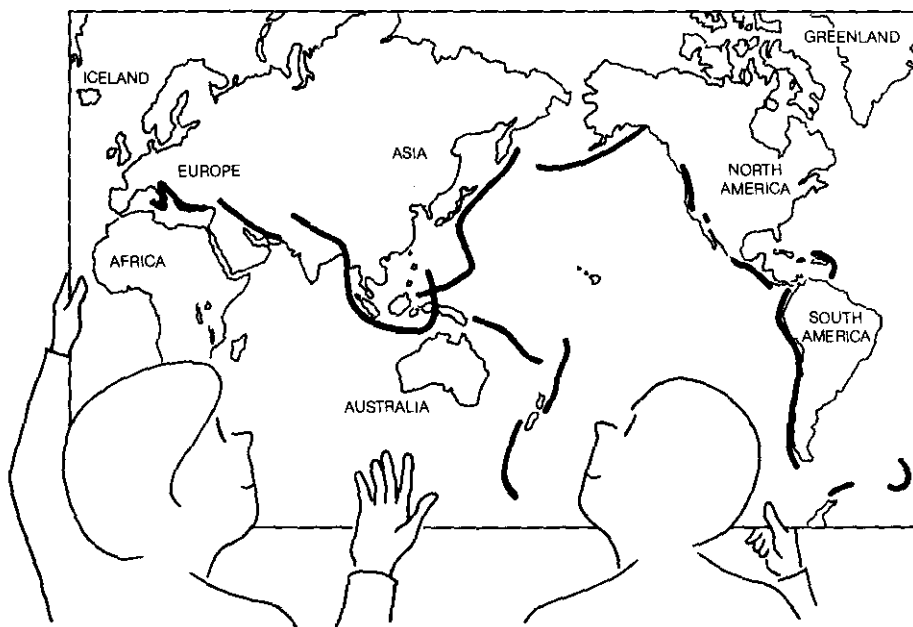 GREENLAND
ICELAND
ASIA
EUROPE
NORTH
AMERICA
AFRICA
SOUTH
AMERICA
AUSTRALIA